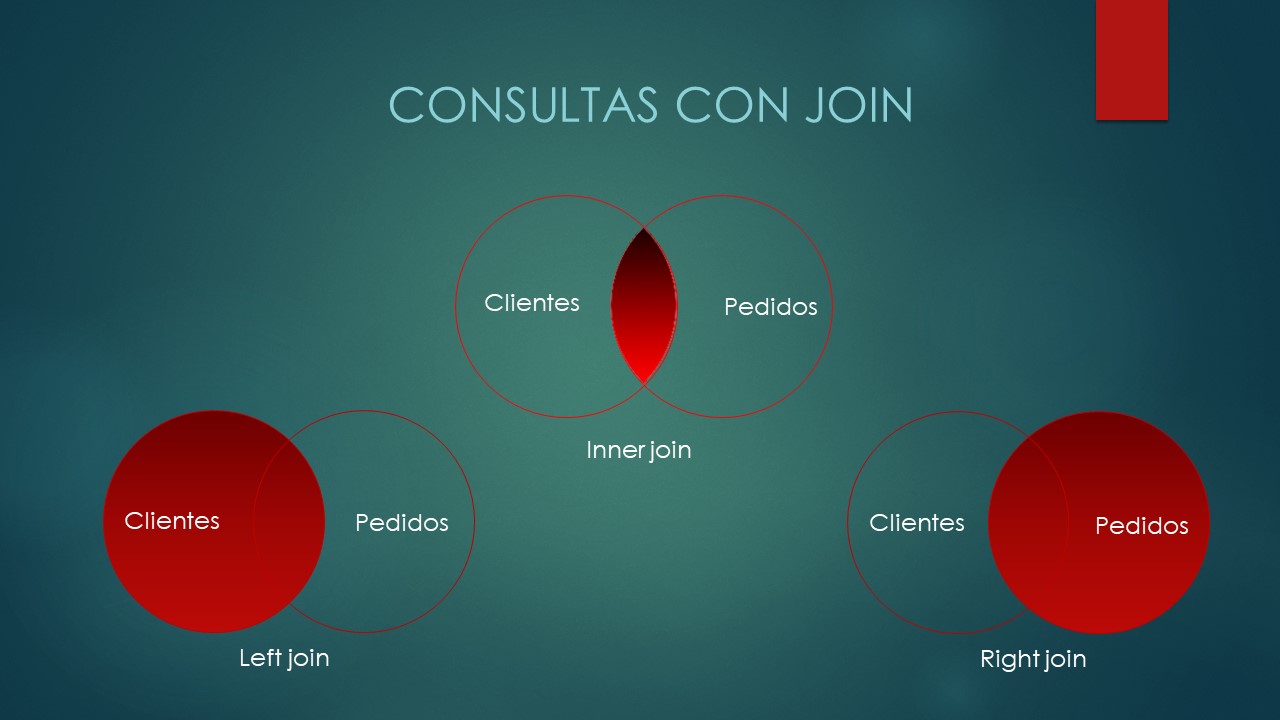 CONSULTAS CON JOIN
Clientes
Pedidos
Inner join
Clientes
Pedidos
Left join
Clientes
Pedidos
Right join